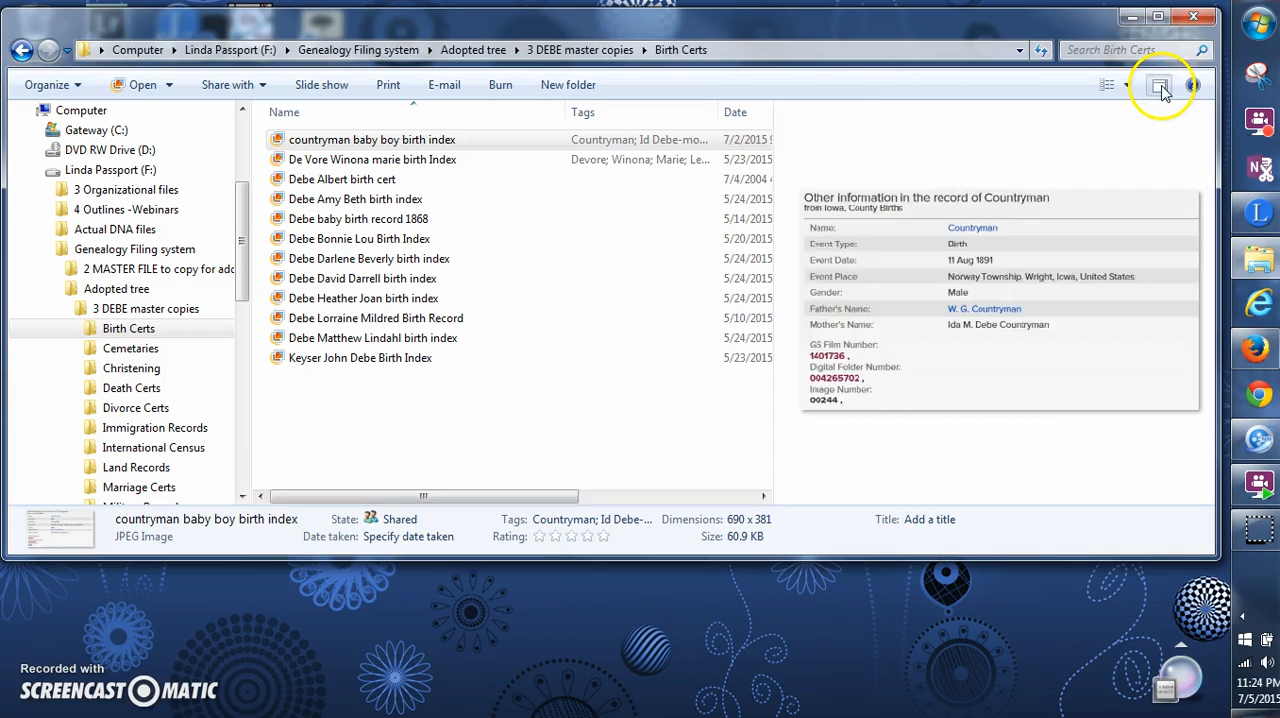 Computer ▸ Linda Passport (F:) ▸ Genealogy Filing system ▸ Adopted tree ▸ 3 DEBE master copies ▸ Birth Certs
Search Birth Certs
Organize Open Share with Slide show Print E-mail Burn New folder
Computer
Gateway (C:)
DVD RW Drive (D:)
Linda Passport (F:)
3 Organizational files
4 Outlines -Webinars
Actual DNA files
Genealogy Filing system
2 MASTER FILE to copy for adc
Adopted tree
3 DEBE master copies
Birth Certs
Cemetaries
Christening
Death Certs
Divorce Certs
Immigration Records
International Census
Land Records
Marriage Certs
Name Tags Date
countryman baby boy birth index Countryman; Id Debe-mo... 7/2/2015
De Vore Winona marie birth Index Devore; Winona; Marie; Le... 5/23/2015
Debe Albert birth cert 7/4/2004
Debe Amy Beth birth index 5/24/2015
Debe baby birth record 1868 5/14/2015
Debe Bonnie Lou Birth Index 5/20/2015
Debe Darlene Beverly birth index 5/24/2015
Debe David Darrell birth index 5/24/2015
Debe Heather Joan birth index 5/24/2015
Debe Lorraine Mildred Birth Record 5/10/2015
Debe Matthew Lindahl birth index 5/24/2015
Keyser John Debe Birth Index 5/23/2015
Other information in the record of Countryman
from Iowa, County Births
Name: Countryman
Event Type: Birth
Event Date: 11 Aug 1891
Event Place Norway Township, Wright, Iowa, United States
Gender: Male
Father's Name: W. G. Countryman
Mother's Name: Ida M. Debe Countryman
GS Film Number:
1401736 ,
Digital Folder Number:
004265702 ,
Image Number:
00244 ,
countryman baby boy birth index State: Shared Tags: Countryman; Id Debe-... Dimensions: 690 x 381 Title: Add a title
JPEG Image Date taken: Specify date taken Rating: Size: 60.9 KB
Recorded with
SCREENCAST-O-MATIC
11:24 PM
7/5/2015